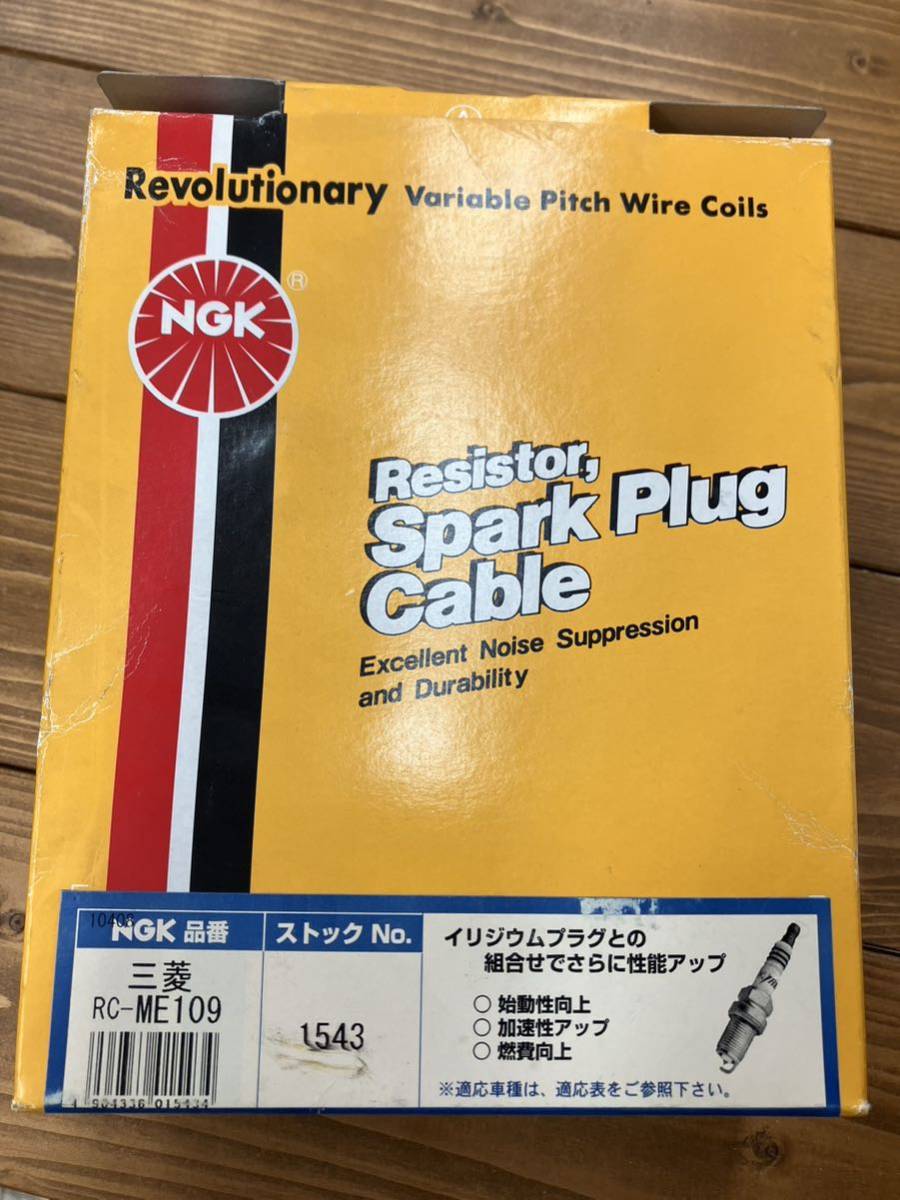 Revolutionary Variable Pitch Wire Coils
NGK ®
Resistor,
Spark Plug
Cable
Excellent Noise Suppression
and Durability
NGK 品番
三菱
RC-ME109
4 904336 015434
ストック No.
1543
イリジウムプラグとの
組合せでさらに性能アップ
○ 始動性向上
○ 加速性アップ
○ 燃費向上
※適応車種は、適応表をご参照下さい。